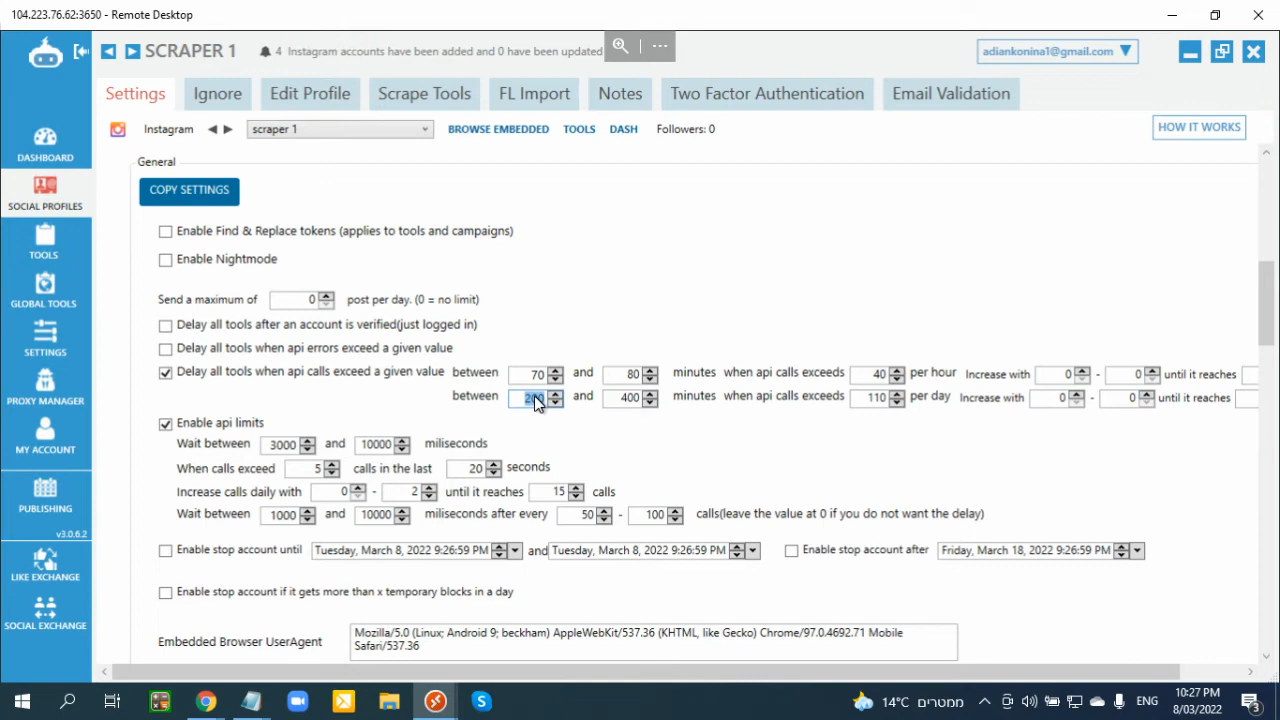 104.223.76.62:3650 - Remote Desktop
SCRAPER 1
4 Instagram accounts have been added and 0 have been updated
adiankonina1@gmail.com
Settings Ignore Edit Profile Scrape Tools FL Import Notes Two Factor Authentication Email Validation
Instagram scraper 1 BROWSE EMBEDDED TOOLS DASH Followers: 0 HOW IT WORKS
DASHBOARD
SOCIAL PROFILES
TOOLS
GLOBAL TOOLS
SETTINGS
PROXY MANAGER
MY ACCOUNT
PUBLISHING
v3.0.6.2
LIKE EXCHANGE
SOCIAL EXCHANGE
General
COPY SETTINGS
Enable Find & Replace tokens (applies to tools and campaigns)
Enable Nightmode
Send a maximum of 0 post per day. (0 = no limit)
Delay all tools after an account is verified(just logged in)
Delay all tools when api errors exceed a given value
Delay all tools when api calls exceed a given value between 70 and 80 minutes when api calls exceeds 40 per hour Increase with 0 - 0 until it reaches
between and 400 minutes when api calls exceeds 110 per day Increase with 0 - 0 until it reaches
Enable api limits
Wait between 3000 and 10000 miliseconds
When calls exceed 5 calls in the last 20 seconds
Increase calls daily with 0 - 2 until it reaches 15 calls
Wait between 1000 and 10000 miliseconds after every 50 - 100 calls(leave the value at 0 if you do not want the delay)
Enable stop account until Tuesday, March 8, 2022 9:26:59 PM and Tuesday, March 8, 2022 9:26:59 PM Enable stop account after Friday, March 18, 2022 9:26:59 PM
Enable stop account if it gets more than x temporary blocks in a day
Embedded Browser UserAgent
Mozilla/5.0 (Linux; Android 9; beckham) AppleWebKit/537.36 (KHTML, like Gecko) Chrome/97.0.4692.71 Mobile
Safari/537.36
14°C ממטרים ENG
10:27 PM
8/03/2022
3